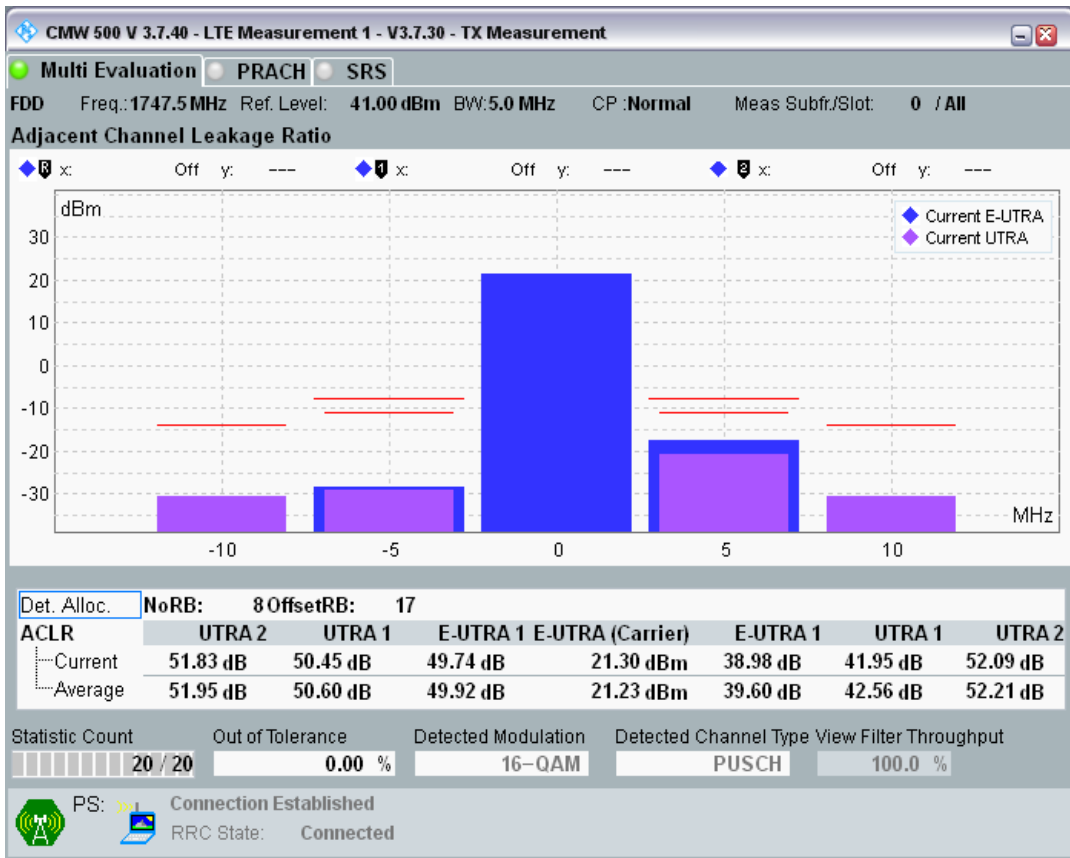 CMW 500 V 3.7.40 - LTE Measurement 1 - V3.7.30 - TX Measurement
Multi Evaluation PRACH SRS
FDD Freq.: 1747.5 MHz Ref. Level: 41.00 dBm BW: 5.0 MHz CP : Normal Meas Subfr./Slot: 0 / All
Adjacent Channel Leakage Ratio
R x: Off y: --- 1 x: Off y: --- 2 x: Off y: ---
dBm
Current E-UTRA
Current UTRA
30
20
10
0
-10
-20
-30
MHz
-10 -5 0 5 10
Det. Alloc. NoRB: 8 OffsetRB: 17
ACLR UTRA 2 UTRA 1 E-UTRA 1 E-UTRA (Carrier) E-UTRA 1 UTRA 1 UTRA 2
Current 51.83 dB 50.45 dB 49.74 dB 21.30 dBm 38.98 dB 41.95 dB 52.09 dB
Average 51.95 dB 50.60 dB 49.92 dB 21.23 dBm 39.60 dB 42.56 dB 52.21 dB
Statistic Count Out of Tolerance Detected Modulation Detected Channel Type View Filter Throughput
20 / 20 0.00 % 16-QAM PUSCH 100.0 %
PS: Connection Established
RRC State: Connected